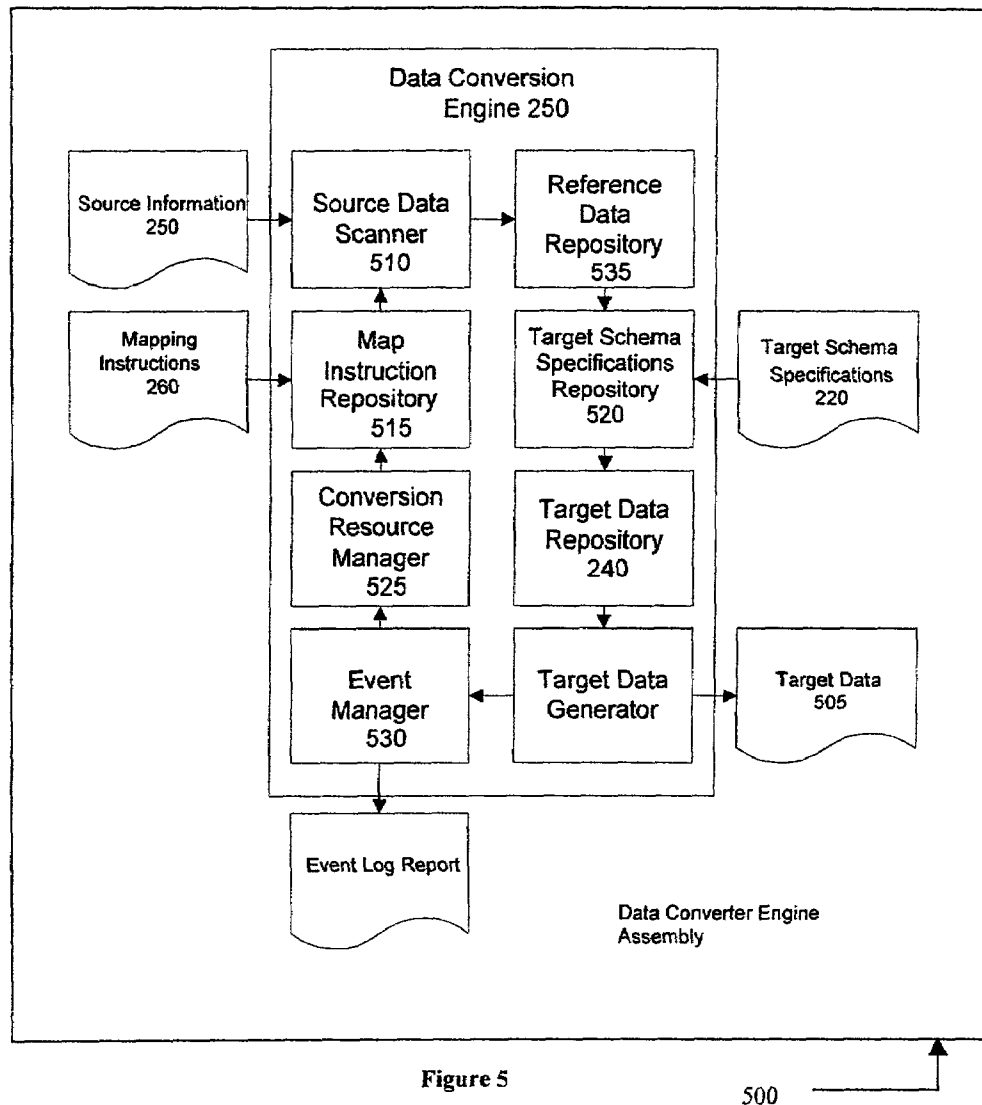 Data Conversion
Engine 250
Source Information
250
Source Data
Scanner
510
Reference
Data
Repository
535
Mapping
Instructions
260
Map
Instruction
Repository
515
Target Schema
Specifications
Repository
520
Target Schema
Specifications
220
Conversion
Resource
Manager
525
Target Data
Repository
240
Event
Manager
530
Target Data
Generator
Target Data
505
Event Log Report
Data Converter Engine
Assembly
Figure 5
500